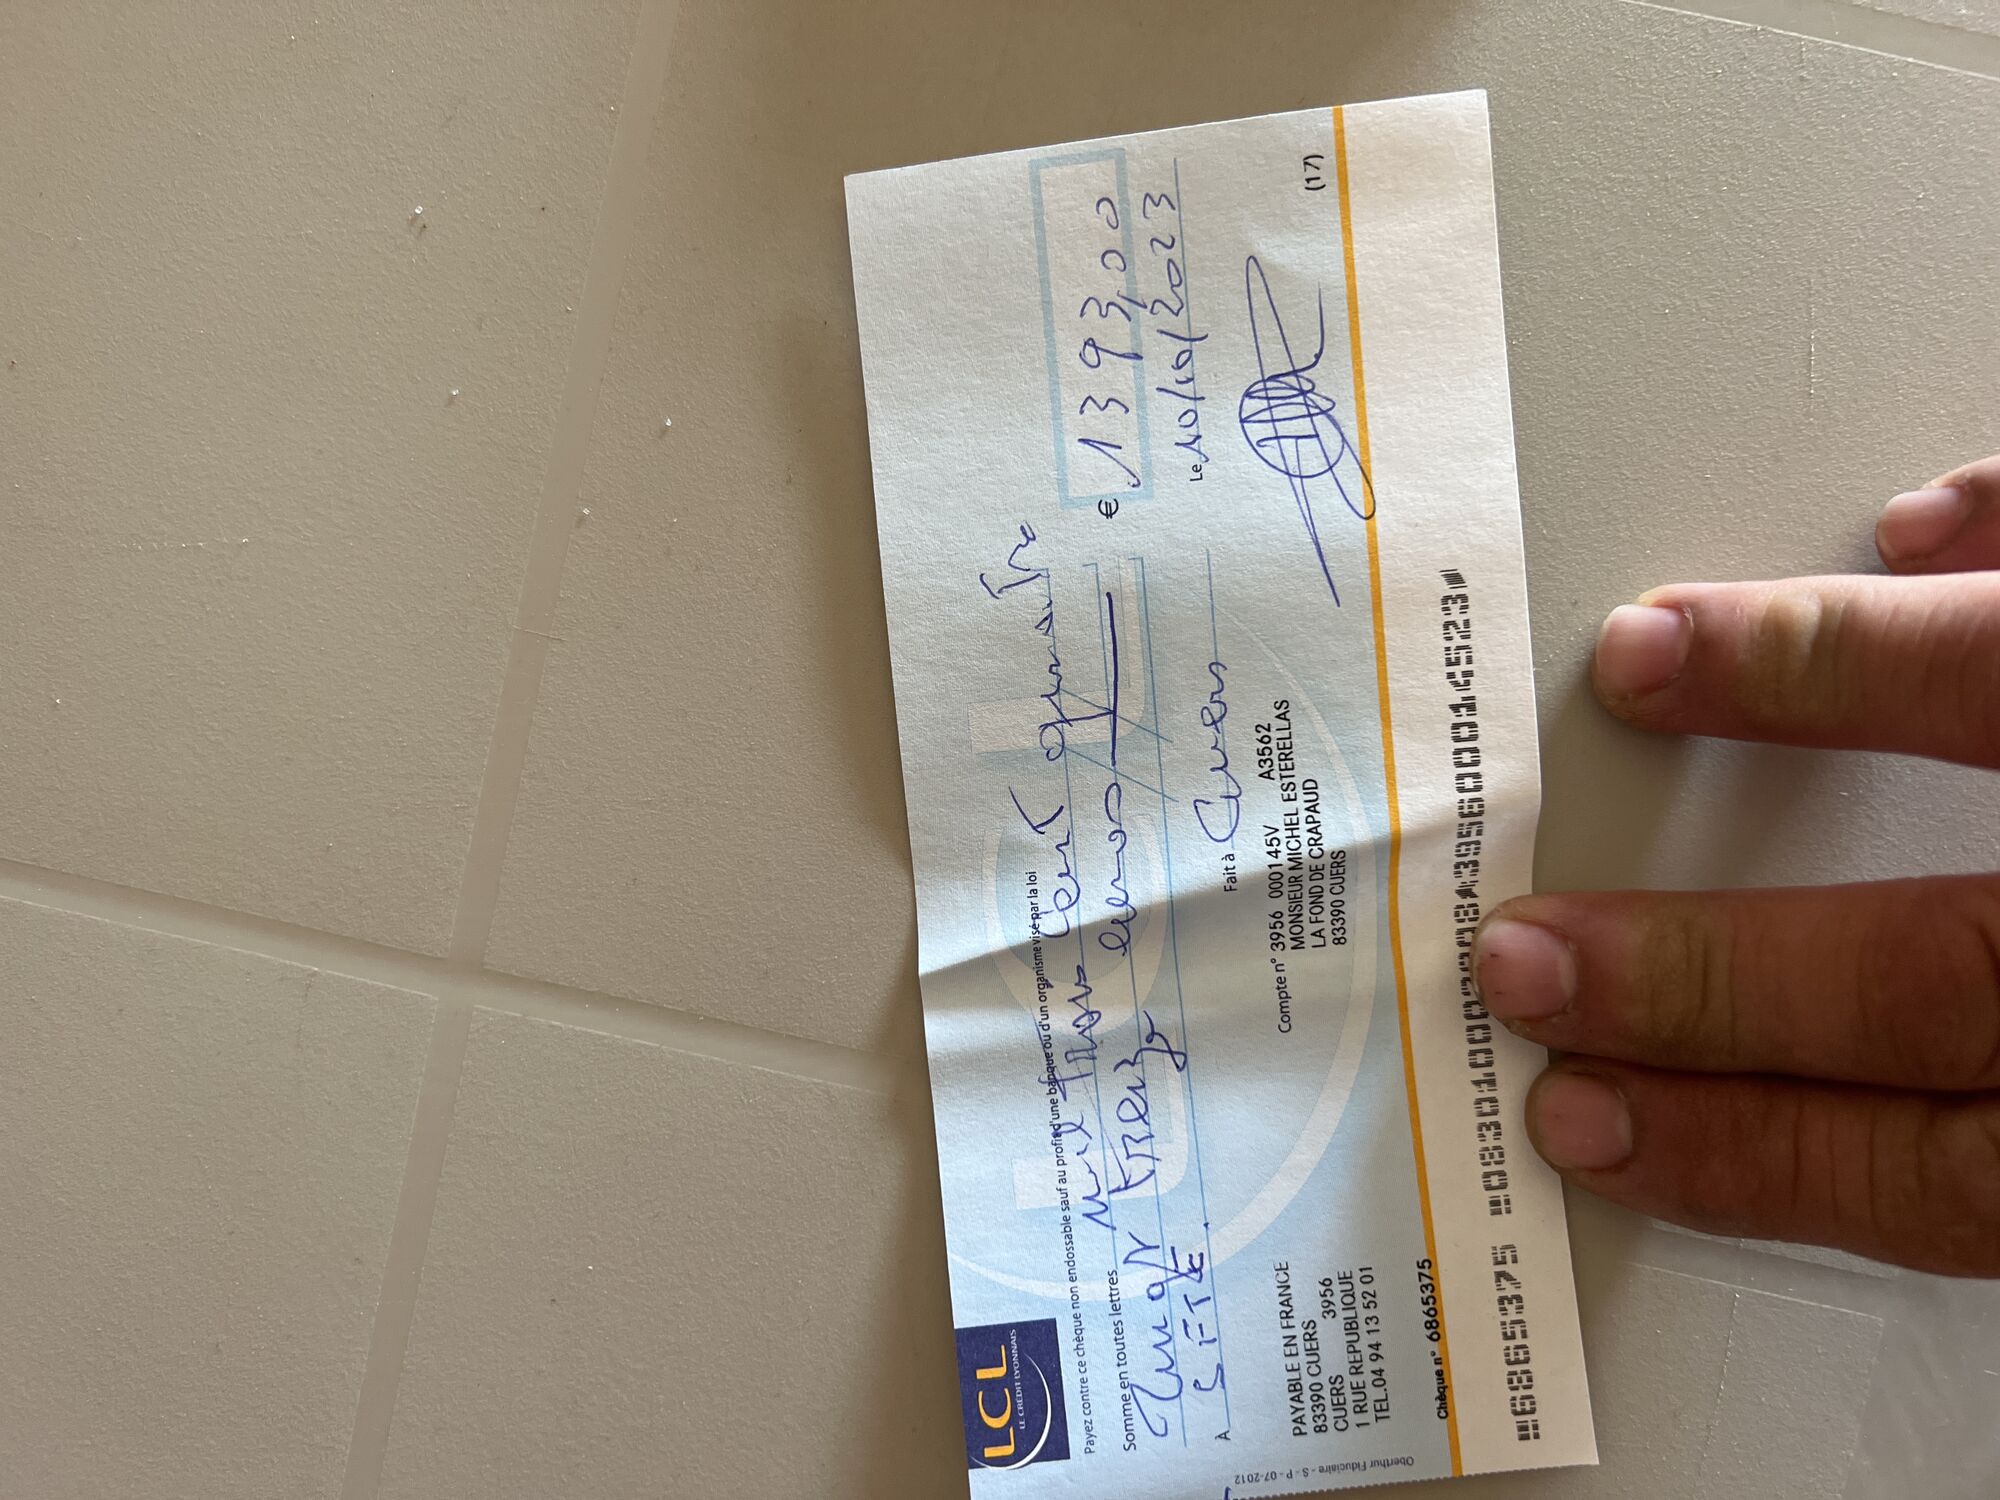 LCL
LE CREDIT LYONNAIS
Payez contre ce chèque non endossable sauf au profit d'une banque ou d'un organisme visé par la loi
Somme en toutes lettres mil trois cent quatre
vingt treize euros
€ 1393,00
À S.F.T.E.
Fait à Cuers
Le 10/10/2023
PAYABLE EN FRANCE
83390 CUERS
CUERS 3956
1 RUE REPUBLIQUE
TEL.04 94 13 52 01
Compte n° 3956 000145V A3562
MONSIEUR MICHEL ESTERELLAS
LA FOND DE CRAPAUD
83390 CUERS
(17)
Chèque n° 6865375
Oberthur Fiduciaire - S - P - 07-2012
6865375